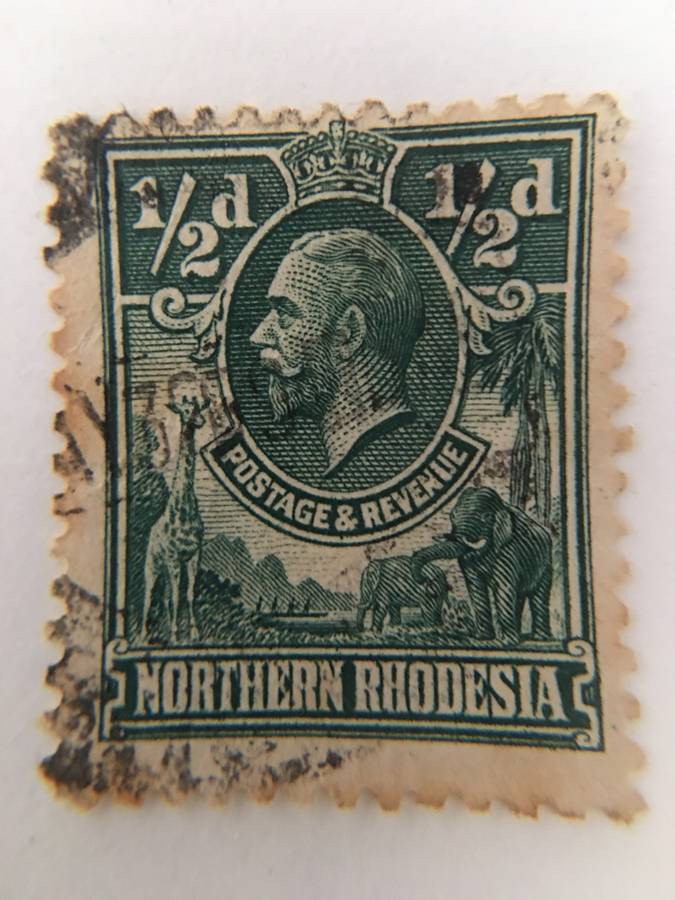 1/2d 1/2d
POSTAGE & REVENUE
NORTHERN RHODESIA